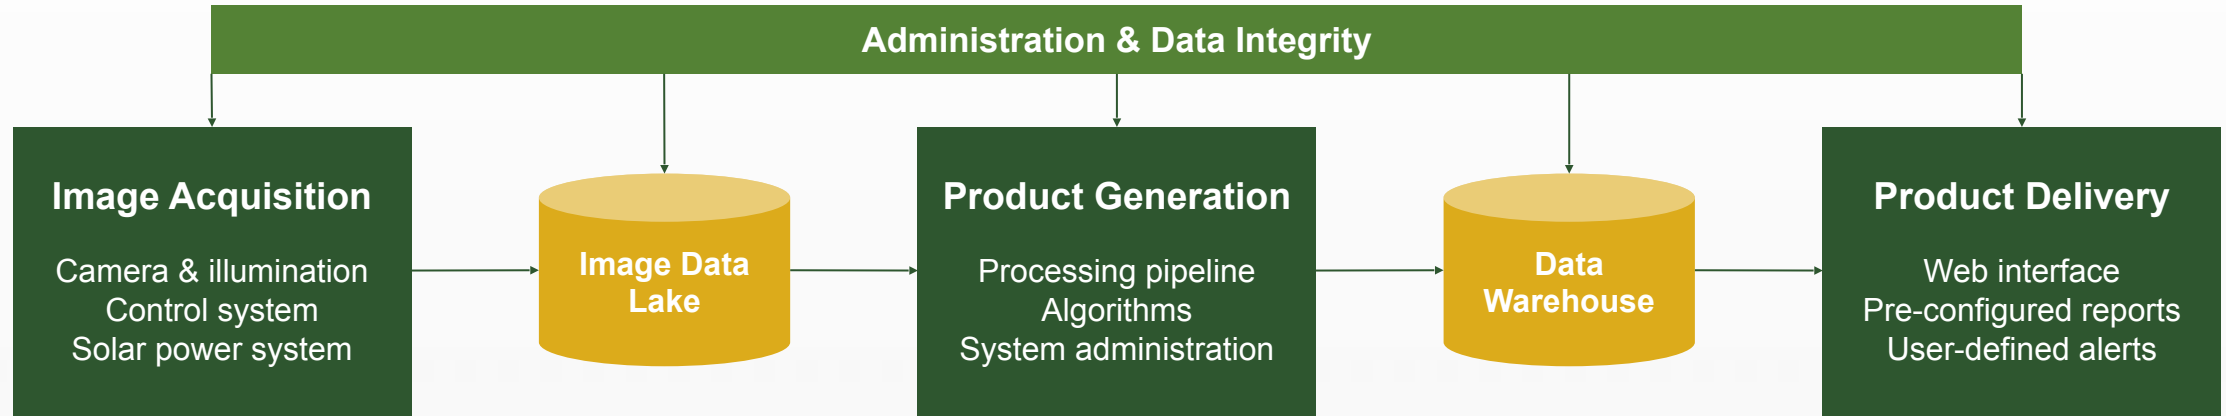 Administration & Data Integrity
Image Acquisition
Camera & illumination
Control system
Solar power system
Image Data
Lake
Product Generation
Processing pipeline
Algorithms
System administration
Data
Warehouse
Product Delivery
Web interface
Pre-configured reports
User-defined alerts